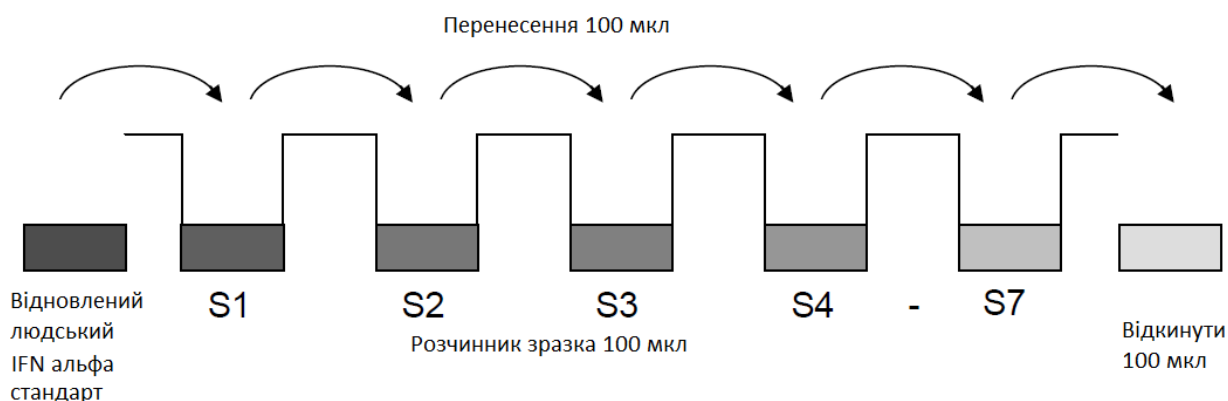 Перенесення 100 мкл
Відновлений
людський
IFN альфа
стандарт
S1
S2
S3
S4
-
S7
Розчинник зразка 100 мкл
Відкинути
100 мкл